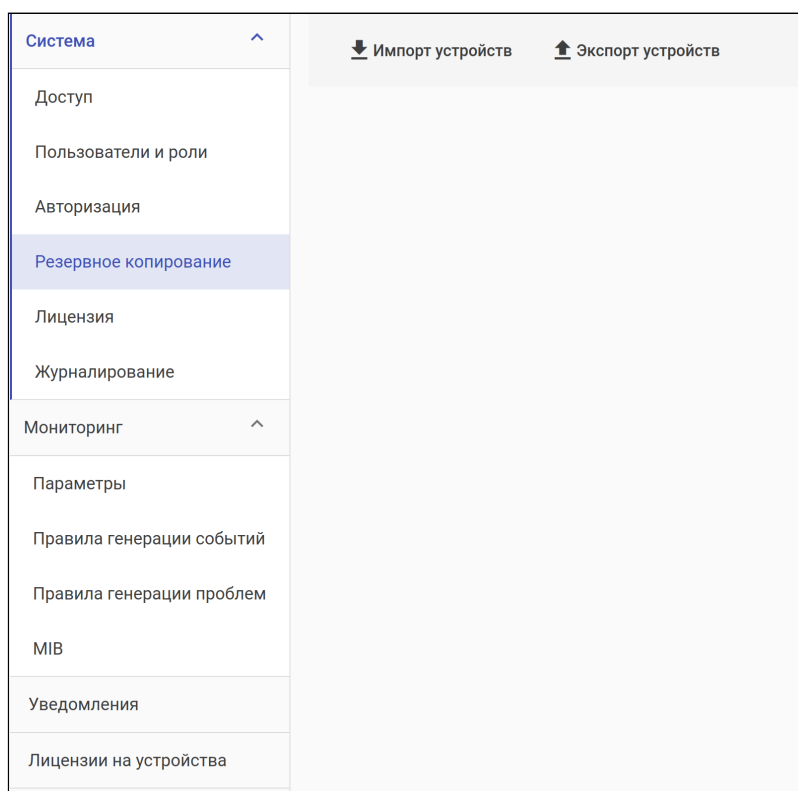 Система
Импорт устройств
Экспорт устройств
Доступ
Пользователи и роли
Авторизация
Резервное копирование
Лицензия
Журналирование
Мониторинг
Параметры
Правила генерации событий
Правила генерации проблем
MIB
Уведомления
Лицензии на устройства